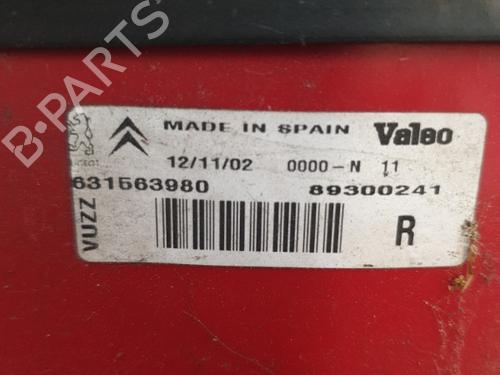 B-PARTS
MADE IN SPAIN Valeo
12/11/02 0000-N 11
631563980 89300241
VUZZ
R